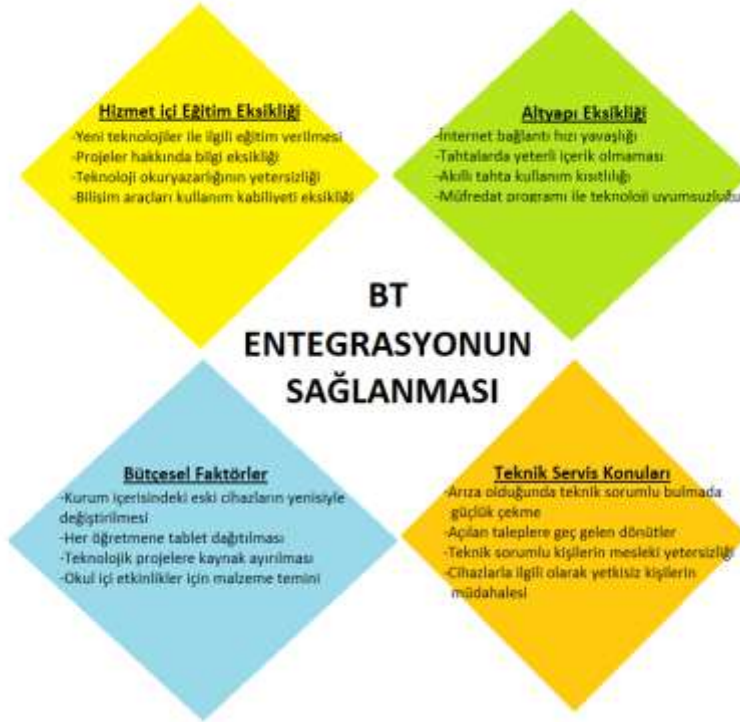 Hizmet içi Eğitim Eksikliği
-Yeni teknolojiler ile ilgili eğitim verilmesi
-Projeler hakkında bilgi eksikliği
-Teknoloji okuryazarlığının yetersizliği
-Bilişim araçları kullanım kabiliyeti eksikliği
Altyapı Eksikliği
-İnternet bağlantı hızı yavaşlığı
-Tahtalarda yeterli içerik olmaması
-Akıllı tahta kullanım kısıtlılığı
-Müfredat programı ile teknoloji uyumsuzluğu
BT
ENTEGRASYONUN
SAĞLANMASI
Bütçesel Faktörler
-Kurum içerisindeki eski cihazların yenisiyle
değiştirilmesi
-Her öğretmene tablet dağıtılması
-Teknolojik projelere kaynak ayırılması
-Okul içi etkinlikler için malzeme temini
Teknik Servis Konuları
-Arıza olduğunda teknik sorumlu bulmada
güçlük çekme
-Açılan taleplere geç gelen dönütler
-Teknik sorumlu kişilerin mesleki yetersizliği
-Cihazlarla ilgili olarak yetkisiz kişilerin
müdahalesi